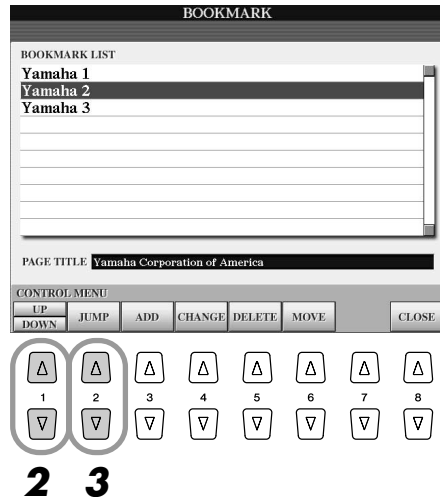 BOOKMARK
BOOKMARK LIST
Yamaha 1
Yamaha 2
Yamaha 3
PAGE TITLE Yamaha Corporation of America
CONTROL MENU
UP
DOWN
JUMP ADD CHANGE DELETE MOVE CLOSE
1 2 3 4 5 6 7 8
2 3